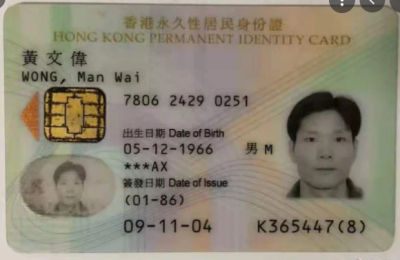 香港永久性居民身份證
HONG KONG PERMANENT IDENTITY CARD
黃文偉
WONG, Man Wai
7806 2429 0251
出生日期 Date of Birth
05-12-1966 男 M
***AX
簽發日期 Date of Issue
(01-86)
09-11-04 K365447(8)